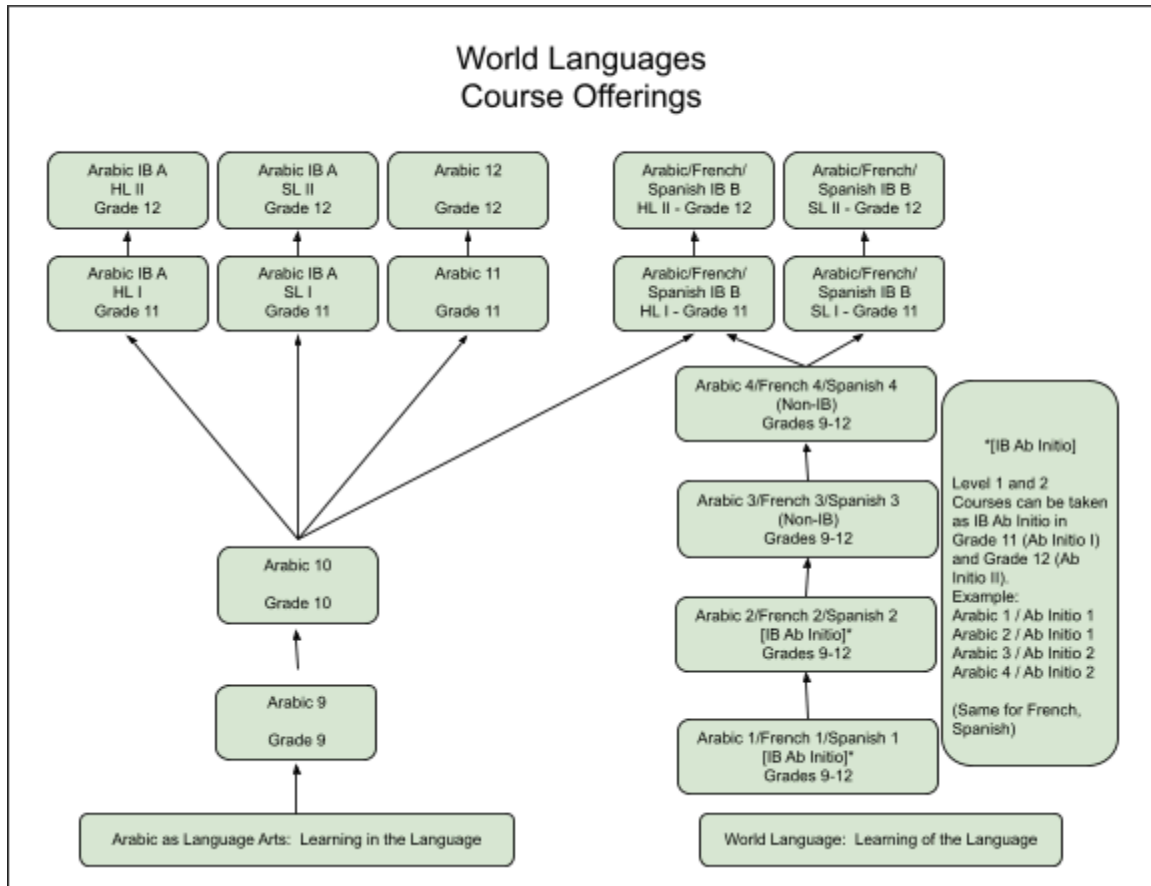 World Languages
Course Offerings
Arabic IB A
HL II
Grade 12
Arabic IB A
SL II
Grade 12
Arabic 12
Grade 12
Arabic/French/
Spanish IB B
HL II - Grade 12
Arabic/French/
Spanish IB B
SL II - Grade 12
Arabic IB A
HL I
Grade 11
Arabic IB A
SL I
Grade 11
Arabic 11
Grade 11
Arabic/French/
Spanish IB B
HL I - Grade 11
Arabic/French/
Spanish IB B
SL I - Grade 11
Arabic 4/French 4/Spanish 4
(Non-IB)
Grades 9-12
Arabic 3/French 3/Spanish 3
(Non-IB)
Grades 9-12
Arabic 2/French 2/Spanish 2
[IB Ab Initio]*
Grades 9-12
Arabic 1/French 1/Spanish 1
[IB Ab Initio]*
Grades 9-12
*[IB Ab Initio]
Level 1 and 2
Courses can be taken
as IB Ab Initio in
Grade 11 (Ab Initio I)
and Grade 12 (Ab
Initio II).
Example:
Arabic 1 / Ab Initio 1
Arabic 2 / Ab Initio 1
Arabic 3 / Ab Initio 2
Arabic 4 / Ab Initio 2
(Same for French,
Spanish)
Arabic 10
Grade 10
Arabic 9
Grade 9
Arabic as Language Arts: Learning in the Language
World Language: Learning of the Language